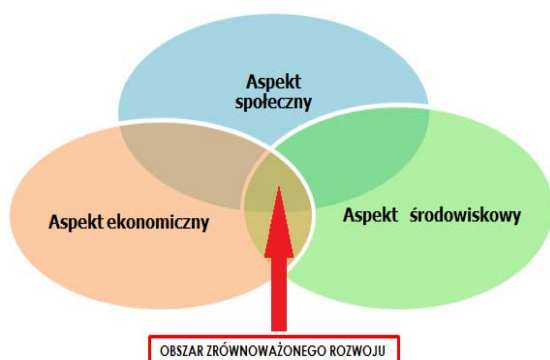 Aspekt
społeczny
Aspekt ekonomiczny
Aspekt środowiskowy
OBSZAR ZRÓWNOWAŻONEGO ROZWOJU